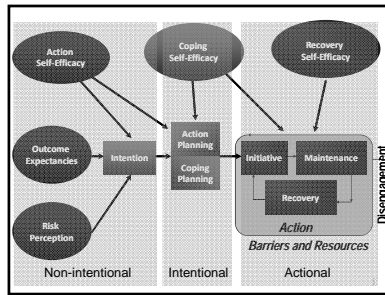 Action
Self-Efficacy
Coping
Self-Efficacy
Recovery
Self-Efficacy
Outcome
Expectancies
Intention
Action
Planning
Coping
Planning
Initiative
Maintenance
Recovery
Disengagement
Action
Barriers and Resources
Risk
Perception
Non-intentional
Intentional
Actional